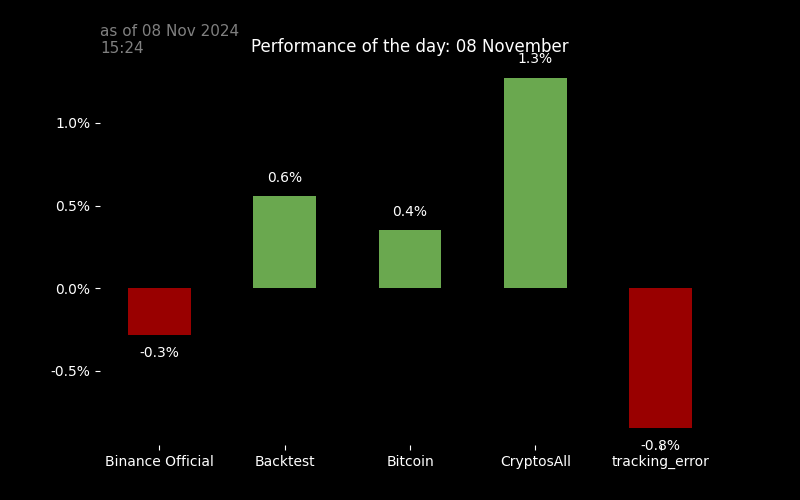 as of 08 Nov 2024
15:24
Performance of the day: 08 November
1.3%
1.0%
0.6%
0.5%
0.4%
0.0%
-0.3%
-0.5%
-0.8%
Binance Official
Backtest
Bitcoin
CryptosAll
tracking_error